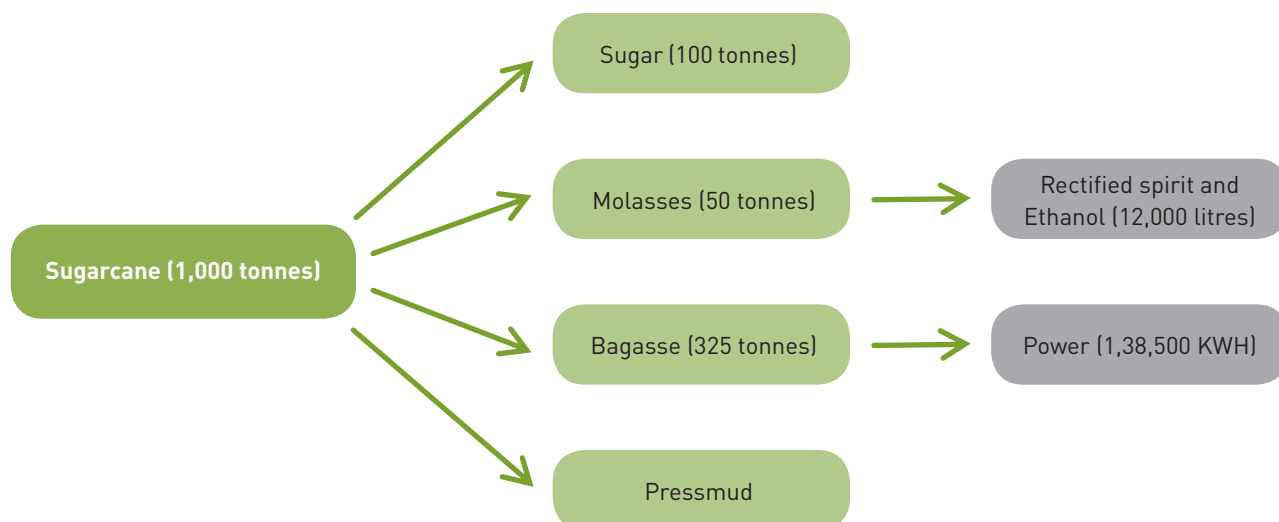 Sugar (100 tonnes)
Molasses (50 tonnes)
Rectified spirit and
Ethanol (12,000 litres)
Sugarcane (1,000 tonnes)
Bagasse (325 tonnes)
Power (1,38,500 KWH)
Pressmud